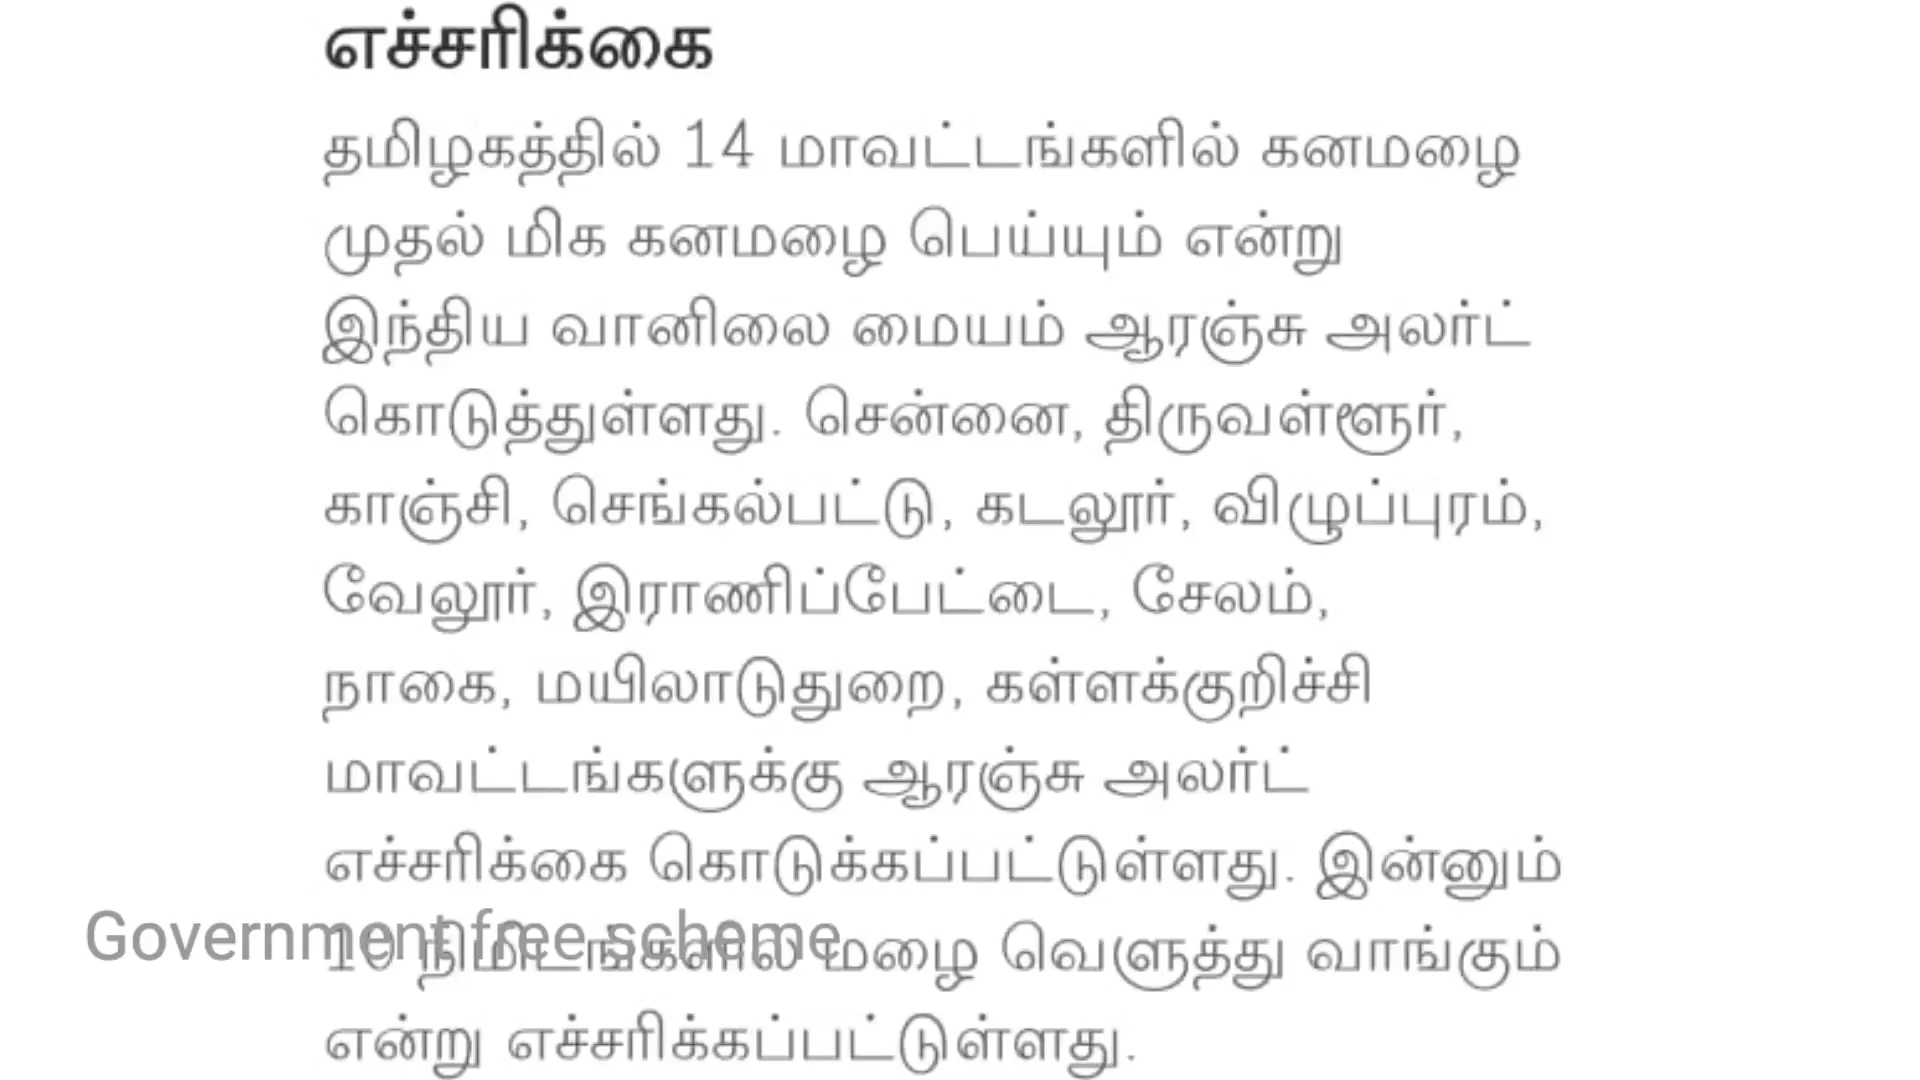 எச்சரிக்கை
தமிழகத்தில் 14 மாவட்டங்களில் கனமழை
முதல் மிக கனமழை பெய்யும் என்று
இந்திய வானிலை மையம் ஆரஞ்சு அலர்ட்
கொடுத்துள்ளது. சென்னை, திருவள்ளூர்,
காஞ்சி, செங்கல்பட்டு, கடலூர், விழுப்புரம்,
வேலூர், இராணிப்பேட்டை, சேலம்,
நாகை, மயிலாடுதுறை, கள்ளக்குறிச்சி
மாவட்டங்களுக்கு ஆரஞ்சு அலர்ட்
எச்சரிக்கை கொடுக்கப்பட்டுள்ளது. இன்னும்
Government free scheme
நிமிடங்களில் மழை வெளுத்து வாங்கும்
என்று எச்சரிக்கப்பட்டுள்ளது.